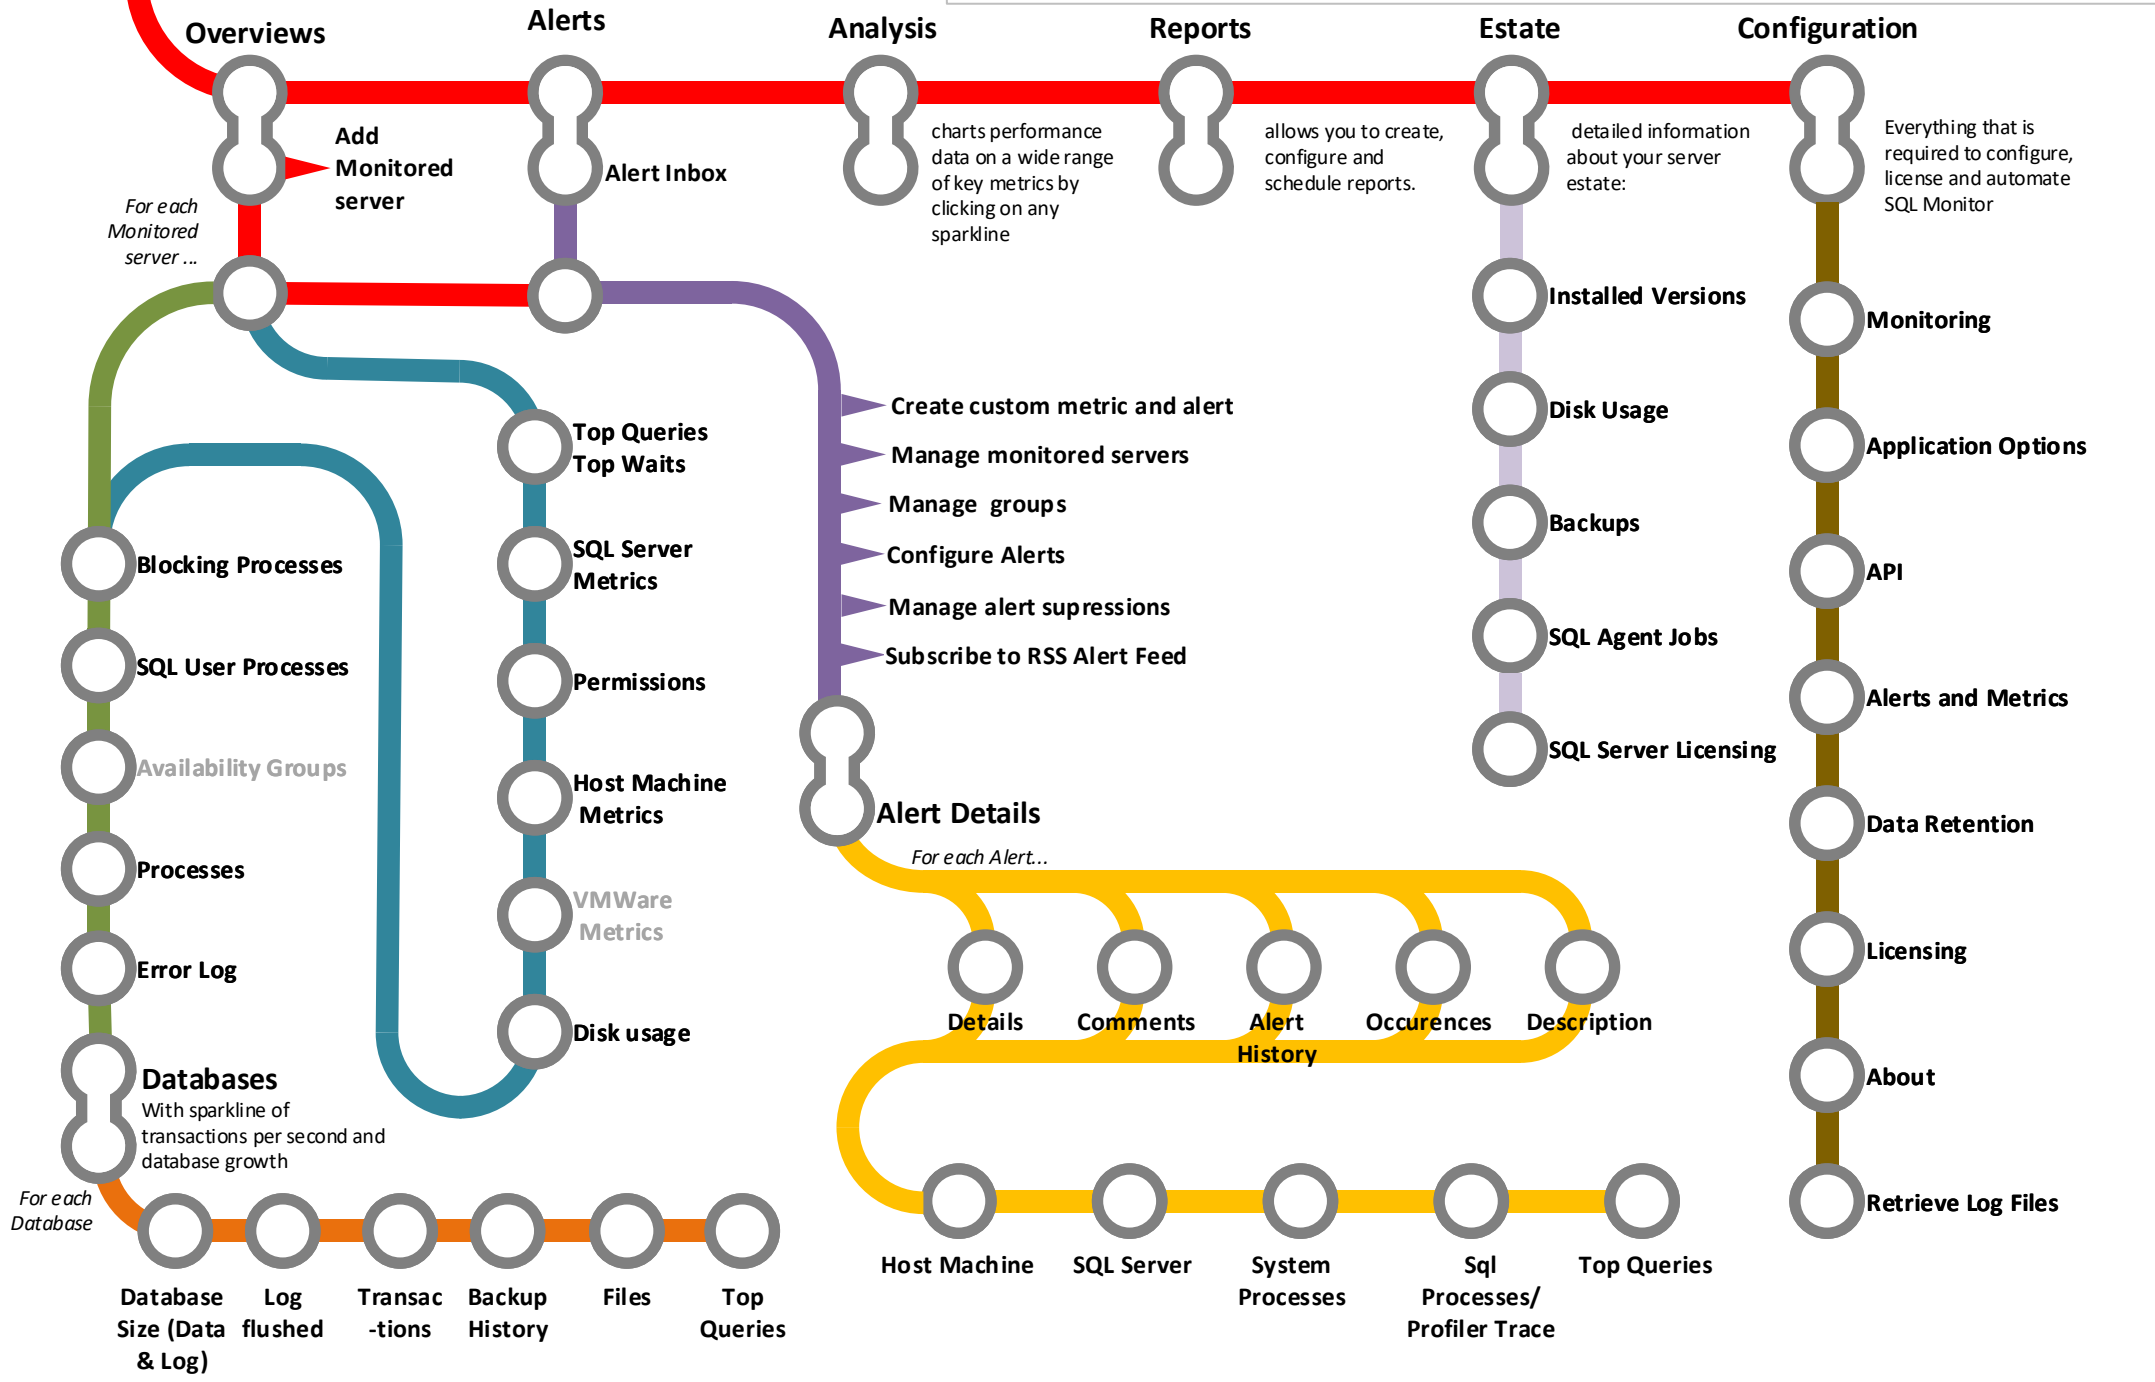 Overviews
Alerts
Analysis
Reports
Estate
Configuration
Add
Monitored
server
Alert Inbox
charts performance
data on a wide range
of key metrics by
clicking on any
sparkline
allows you to create,
configure and
schedule reports.
detailed information
about your server
estate:
Everything that is
required to configure,
license and automate
SQL Monitor
For each
Monitored
server ...
Top Queries
Top Waits
SQL Server
Metrics
Permissions
Host Machine
Metrics
VMWare
Metrics
Disk usage
Blocking Processes
SQL User Processes
Availability Groups
Processes
Error Log
Databases
With sparkline of
transactions per second and
database growth
For each
Database
Database
Size (Data
& Log)
Log
flushed
Transac
-tions
Backup
History
Files
Top
Queries
Create custom metric and alert
Manage monitored servers
Manage  groups
Configure Alerts
Manage alert supressions
Subscribe to RSS Alert Feed
Alert Details
For each Alert...
Details
Comments
Alert
History
Occurences
Description
Host Machine
SQL Server
System
Processes
Sql
Processes/
Profiler Trace
Top Queries
Installed Versions
Disk Usage
Backups
SQL Agent Jobs
SQL Server Licensing
Monitoring
Application Options
API
Alerts and Metrics
Data Retention
Licensing
About
Retrieve Log Files